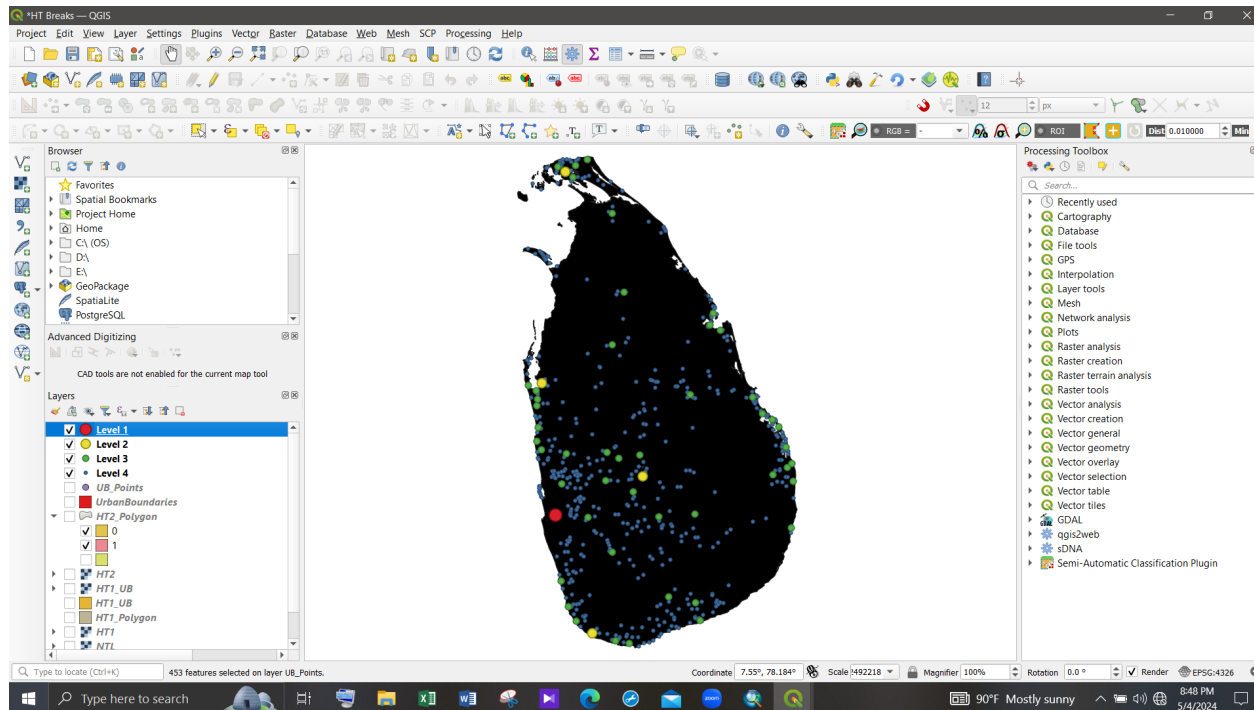 *HT Breaks — QGIS
Project Edit View Layer Settings Plugins Vector Raster Database Web Mesh SCP Processing Help
abc abc ab abc
12 px
T RGB = - ROI Dist 0.010000 Min
Browser
Favorites
Spatial Bookmarks
Project Home
Home
C:\ (OS)
D:\
E:\
GeoPackage
SpatiaLite
PostgreSQL
Advanced Digitizing
CAD tools are not enabled for the current map tool
Layers
Level 1
Level 2
Level 3
Level 4
UB_Points
UrbanBoundaries
HT2_Polygon
0
1
HT2
HT1_UB
HT1_UB
HT1_Polygon
HT1
NTL
Processing Toolbox
Search...
Recently used
Cartography
Database
File tools
GPS
Interpolation
Layer tools
Mesh
Network analysis
Plots
Raster analysis
Raster creation
Raster terrain analysis
Raster tools
Vector analysis
Vector creation
Vector general
Vector geometry
Vector overlay
Vector selection
Vector table
Vector tiles
GDAL
qgis2web
sDNA
Semi-Automatic Classification Plugin
Type to locate (Ctrl+K) 453 features selected on layer UB_Points. Coordinate 7.55°, 78.184° Scale !492218 Magnifier 100% Rotation 0.0 ° Render EPSG:4326
Type here to search zoom 90°F Mostly sunny 8:48 PM
5/4/2024